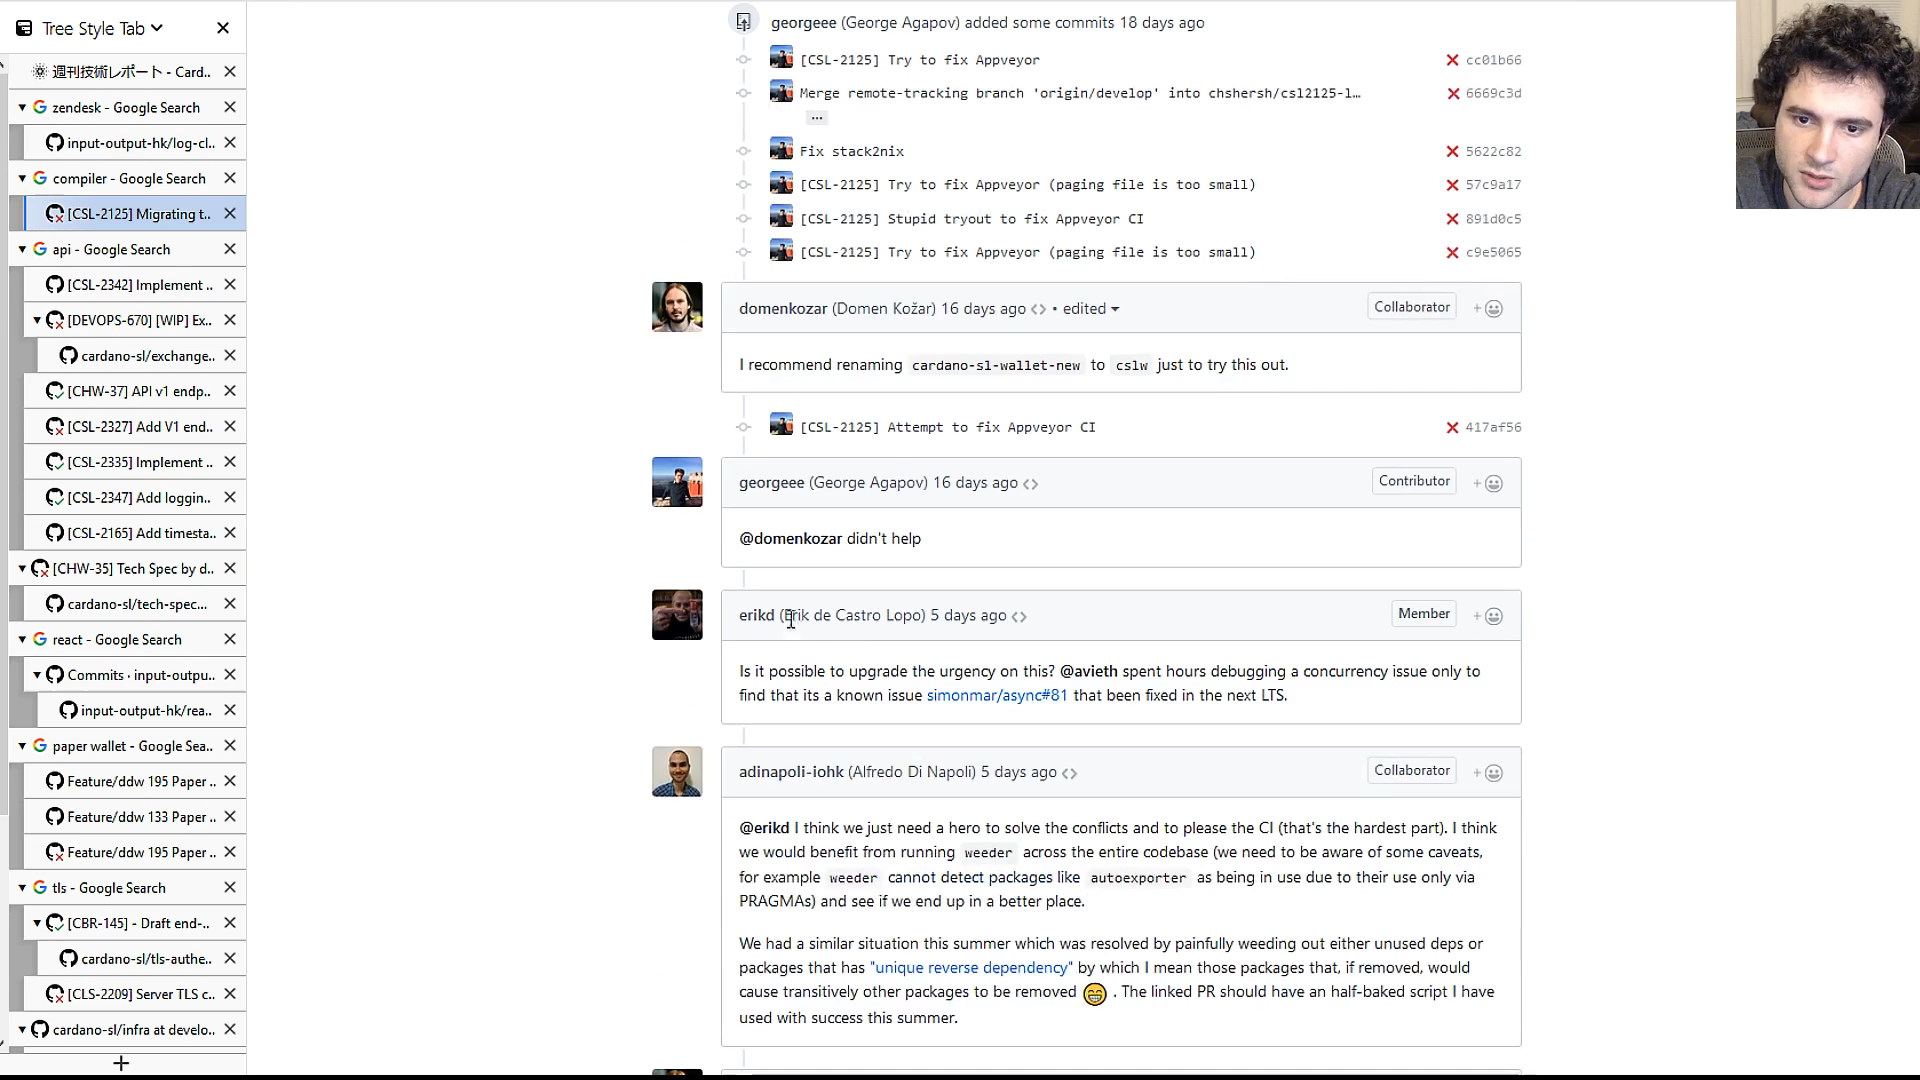 Tree Style Tab
週刊技術レポート - Card..
zendesk - Google Search
input-output-hk/log-cl..
compiler - Google Search
[CSL-2125] Migrating t..
api - Google Search
[CSL-2342] Implement ..
[DEVOPS-670] [WIP] Ex..
cardano-sl/exchange..
[CHW-37] API v1 endp..
[CSL-2327] Add V1 end..
[CSL-2335] Implement ..
[CSL-2347] Add loggin..
[CSL-2165] Add timesta..
[CHW-35] Tech Spec by d..
cardano-sl/tech-spec...
react - Google Search
Commits · input-outpu..
input-output-hk/rea..
paper wallet - Google Sea..
Feature/ddw 195 Paper ..
Feature/ddw 133 Paper ..
Feature/ddw 195 Paper ..
tls - Google Search
[CBR-145] - Draft end-..
cardano-sl/tls-authe..
[CLS-2209] Server TLS c..
cardano-sl/infra at develo..
georgeee (George Agapov) added some commits 18 days ago
[CSL-2125] Try to fix Appveyor cc01b66
Merge remote-tracking branch 'origin/develop' into chshersh/csl2125-l… 6669c3d
...
Fix stack2nix 5622c82
[CSL-2125] Try to fix Appveyor (paging file is too small) 57c9a17
[CSL-2125] Stupid tryout to fix Appveyor CI 891d0c5
[CSL-2125] Try to fix Appveyor (paging file is too small) c9e5065
domenkozar (Domen Kožar) 16 days ago <> • edited Collaborator
I recommend renaming cardano-sl-wallet-new to cslw just to try this out.
[CSL-2125] Attempt to fix Appveyor CI 417af56
georgeee (George Agapov) 16 days ago <> Contributor
@domenkozar didn't help
erikd (Erik de Castro Lopo) 5 days ago <> Member
Is it possible to upgrade the urgency on this? @avieth spent hours debugging a concurrency issue only to
find that its a known issue simonmar/async#81 that been fixed in the next LTS.
adinapoli-iohk (Alfredo Di Napoli) 5 days ago <> Collaborator
@erikd I think we just need a hero to solve the conflicts and to please the CI (that's the hardest part). I think
we would benefit from running weeder across the entire codebase (we need to be aware of some caveats,
for example weeder cannot detect packages like autoexporter as being in use due to their use only via
PRAGMAs) and see if we end up in a better place.
We had a similar situation this summer which was resolved by painfully weeding out either unused deps or
packages that has "unique reverse dependency" by which I mean those packages that, if removed, would
cause transitively other packages to be removed 😁 . The linked PR should have an half-baked script I have
used with success this summer.